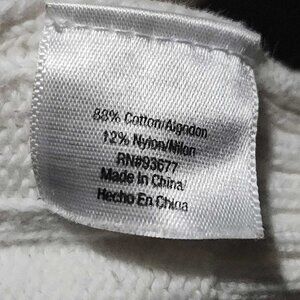 88% Cotton/Algodon
12% Nylon/Nilon
RN#93677
Made In China/
Hecho En China